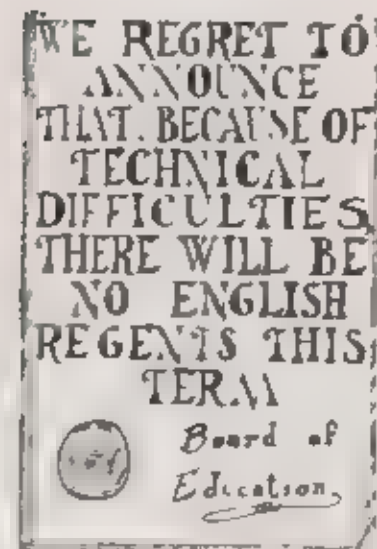 WE REGRET TO
ANNOUNCE
THAT, BECAUSE OF
TECHNICAL
DIFFICULTIES
THERE WILL BE
NO ENGLISH
REGENTS THIS
TERM
Board of
Education